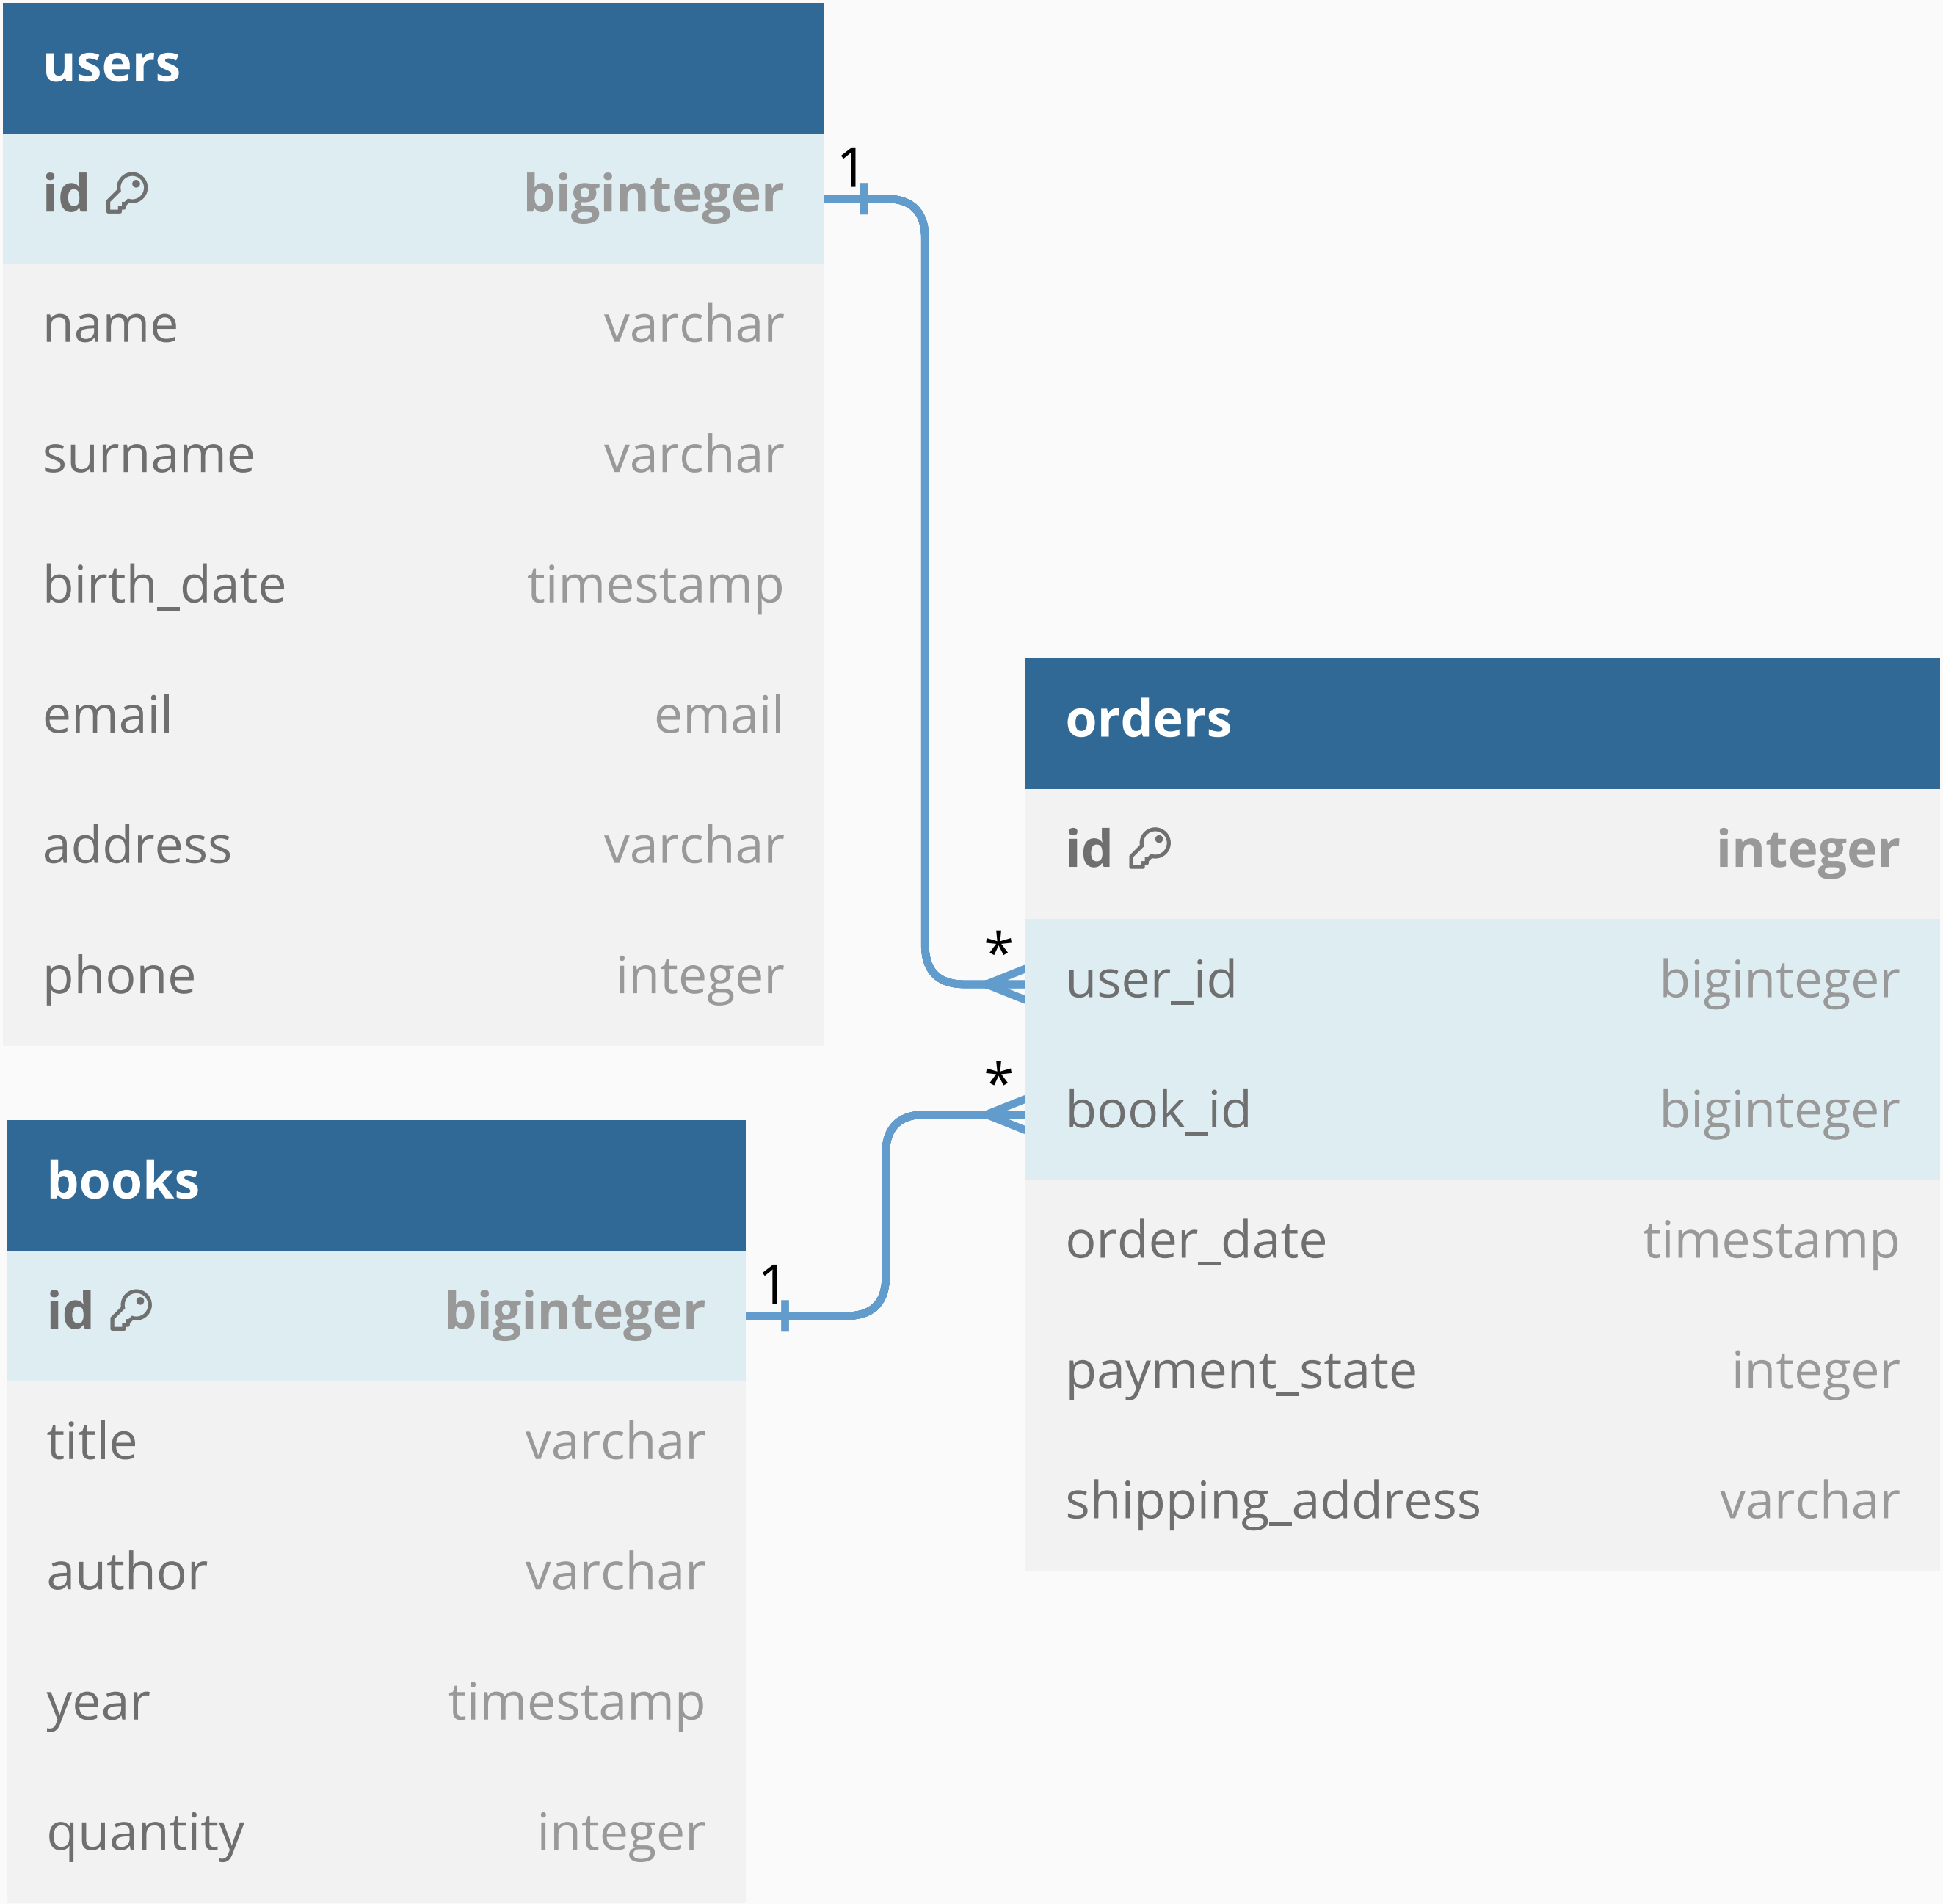 users
id biginteger
name varchar
surname varchar
birth_date timestamp
email email
address varchar
phone integer
1
*
orders
id integer
user_id biginteger
book_id biginteger
order_date timestamp
payment_state integer
shipping_address varchar
*
1
books
id biginteger
title varchar
author varchar
year timestamp
quantity integer